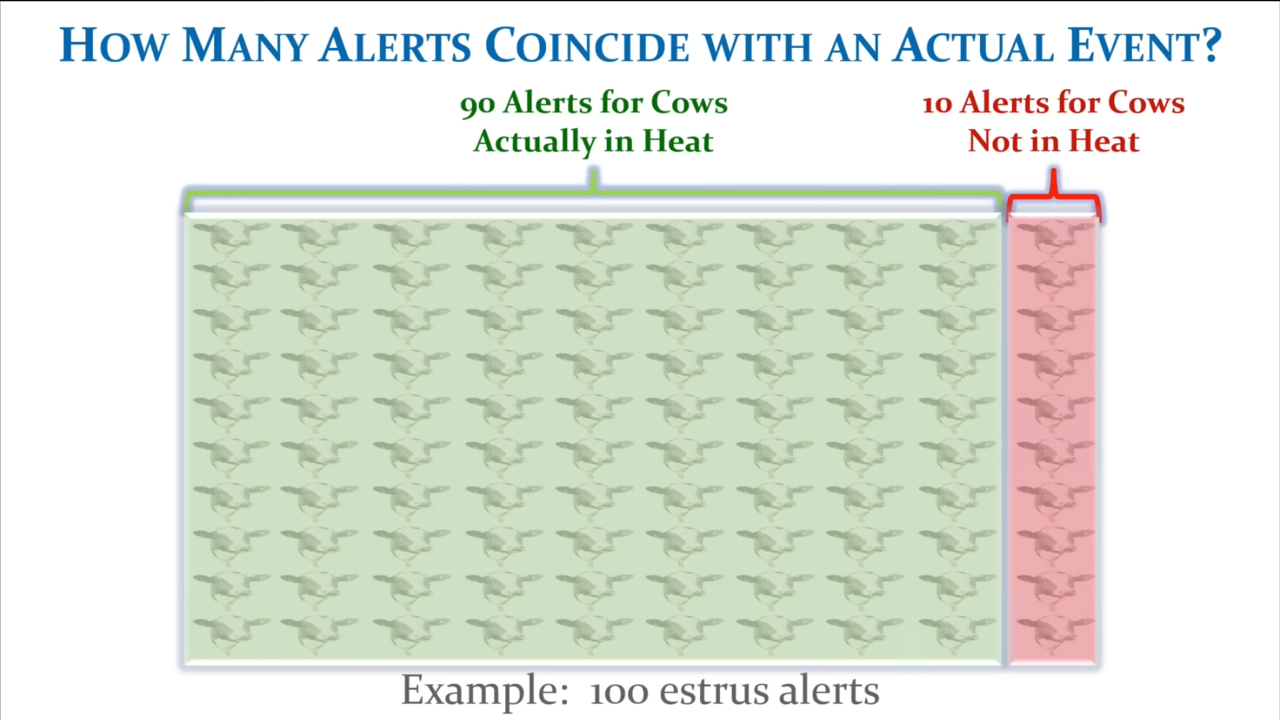 How Many Alerts Coincide with an Actual Event?
90 Alerts for Cows
Actually in Heat
10 Alerts for Cows
Not in Heat
Example: 100 estrus alerts